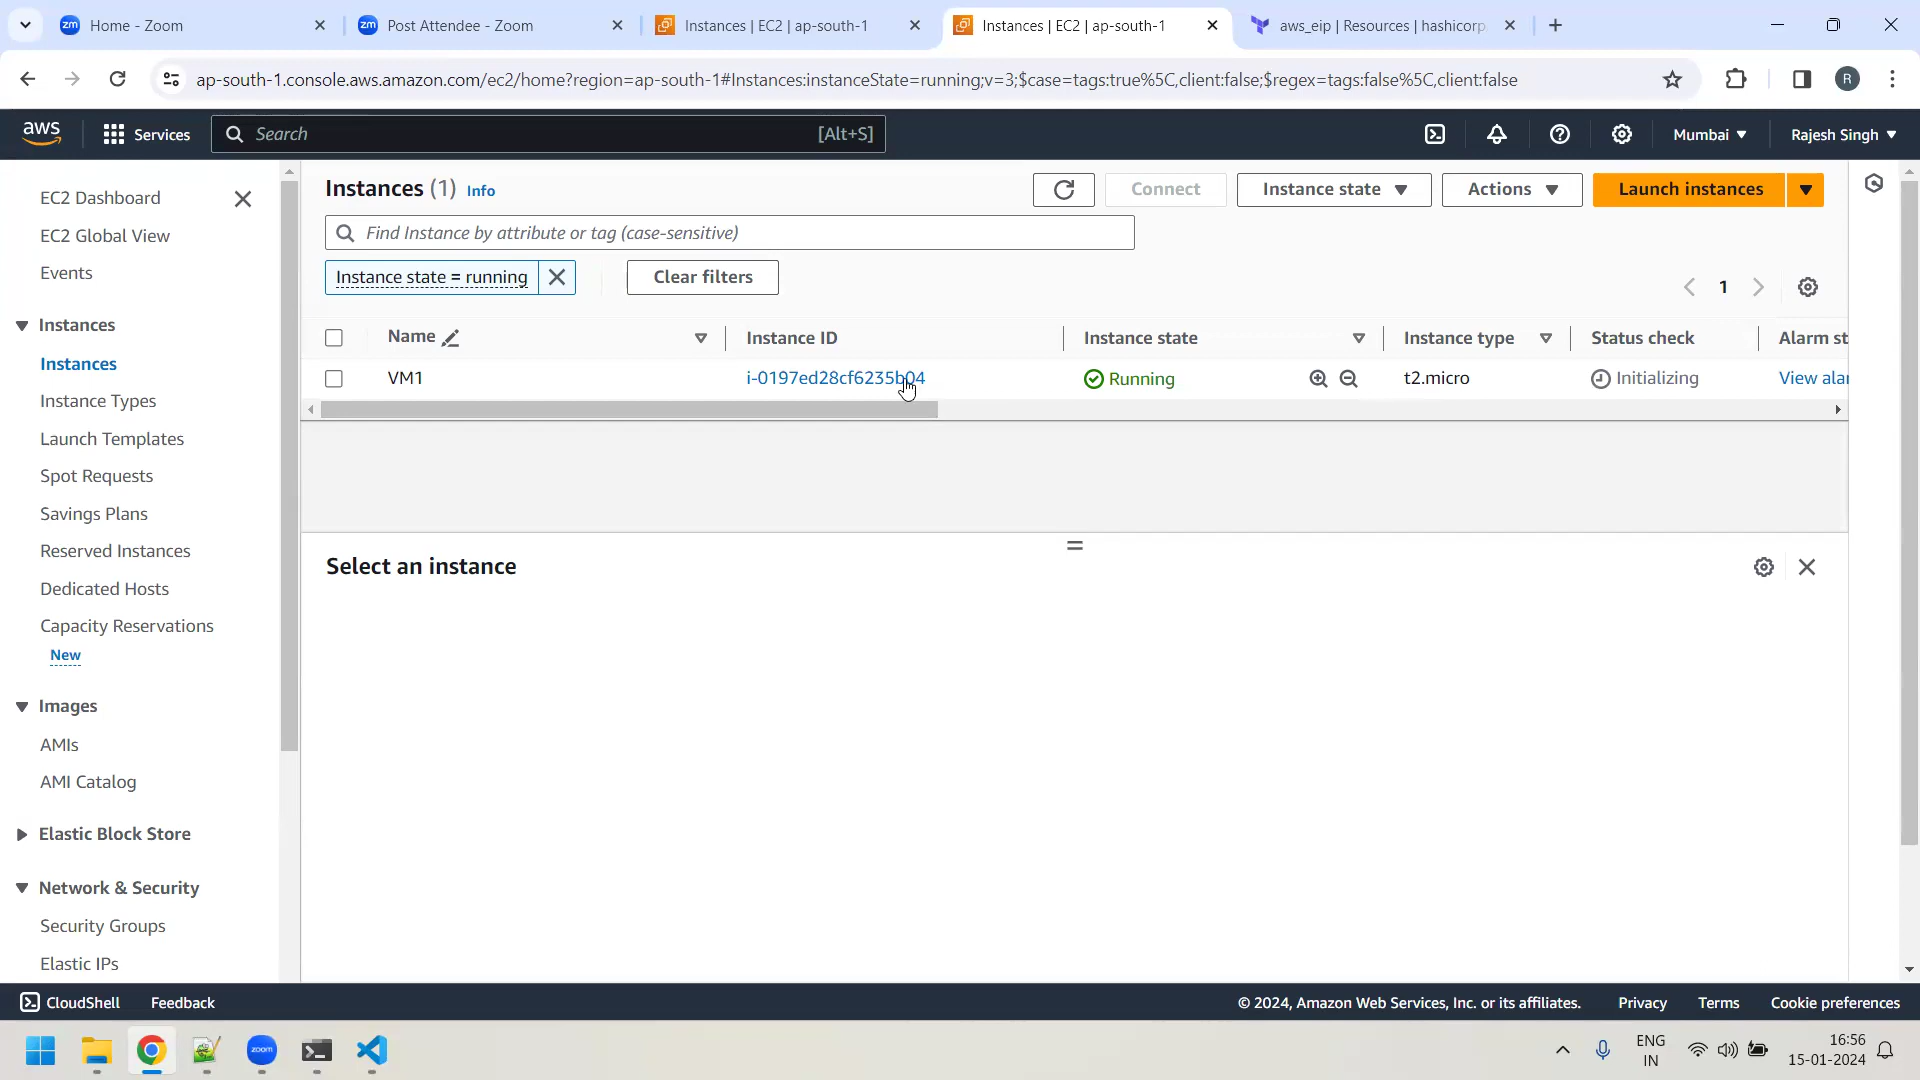 Home - Zoom
Post Attendee - Zoom
Instances | EC2 | ap-south-1
Instances | EC2 | ap-south-1
aws_eip | Resources | hashicorp
ap-south-1.console.aws.amazon.com/ec2/home?region=ap-south-1#Instances:instanceState=running;v=3;$case=tags:true%5C,client:false;$regex=tags:false%5C,client:false
R
aws
Services
Search
[Alt+S]
Mumbai
Rajesh Singh
EC2 Dashboard
EC2 Global View
Events
Instances
Instances
Instance Types
Launch Templates
Spot Requests
Savings Plans
Reserved Instances
Dedicated Hosts
Capacity Reservations
New
Images
AMIs
AMI Catalog
Elastic Block Store
Network & Security
Security Groups
Elastic IPs
Instances (1) Info
Connect
Instance state
Actions
Launch instances
Find Instance by attribute or tag (case-sensitive)
Instance state = running
Clear filters
1
Name
Instance ID
Instance state
Instance type
Status check
Alarm st
VM1
i-0197ed28cf6235b04
Running
t2.micro
Initializing
View alar
Select an instance
CloudShell
Feedback
© 2024, Amazon Web Services, Inc. or its affiliates.
Privacy
Terms
Cookie preferences
zoom
ENG
IN
16:56
15-01-2024